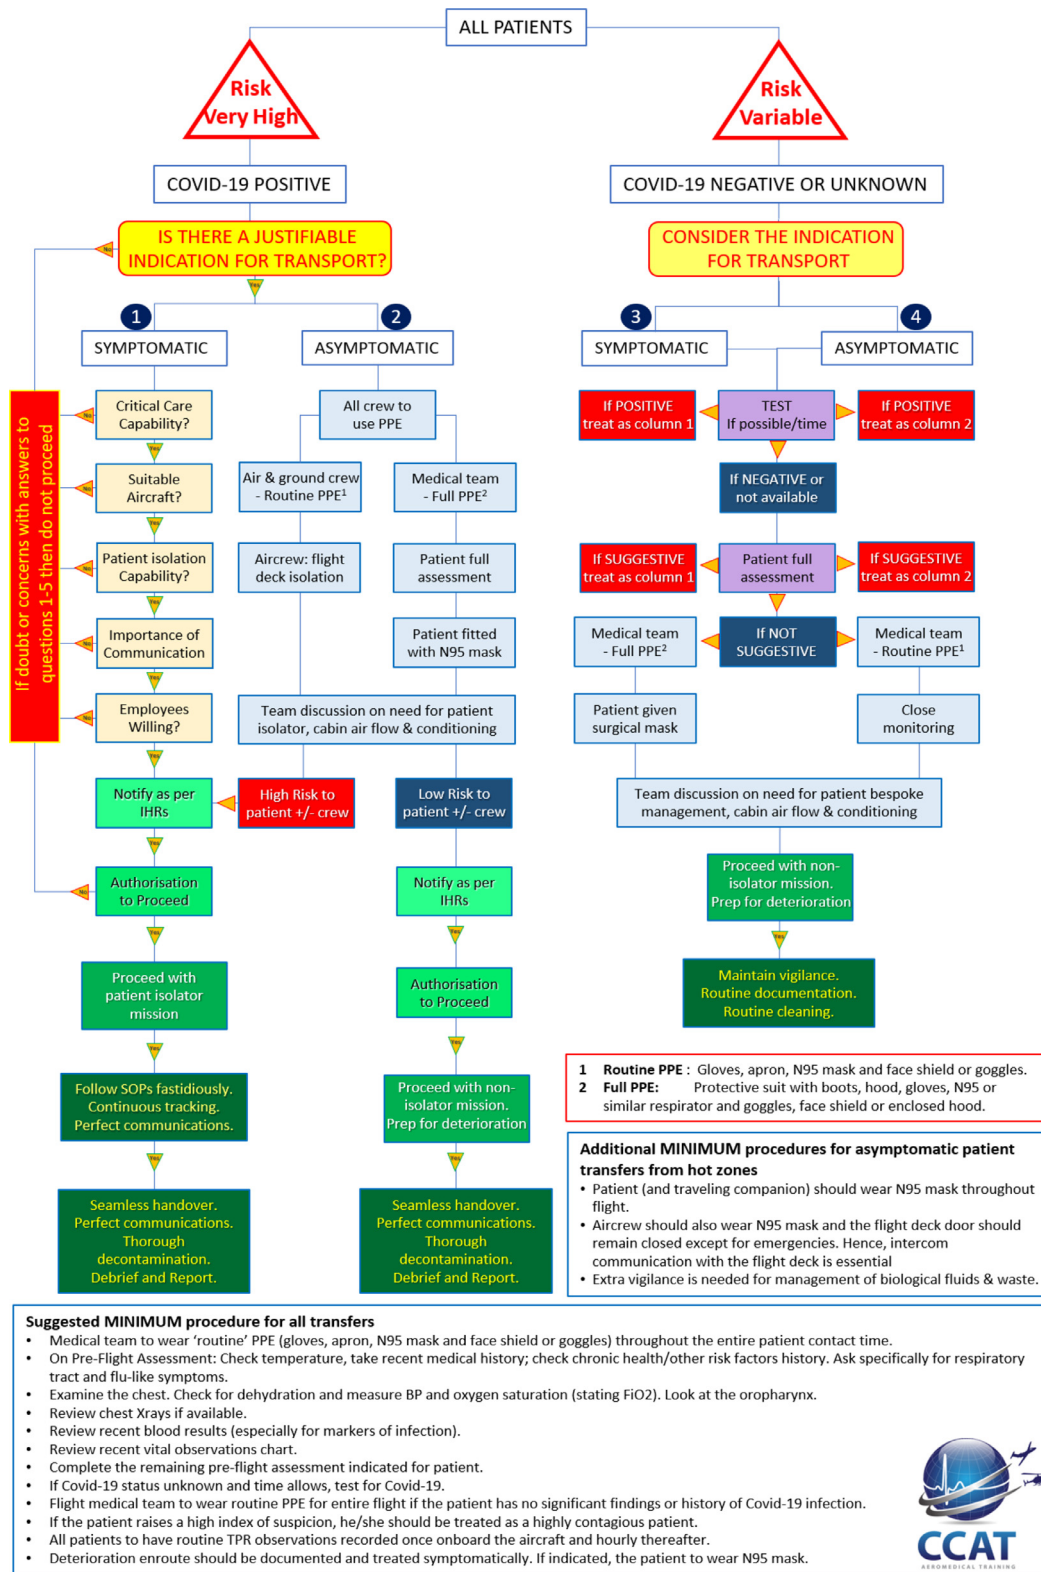 ALL PATIENTS
Risk
Very High
Risk
Variable
COVID-19 POSITIVE
COVID-19 NEGATIVE OR UNKNOWN
IS THERE A JUSTIFIABLE
INDICATION FOR TRANSPORT?
No
Yes
CONSIDER THE INDICATION
FOR TRANSPORT
1
SYMPTOMATIC
2
ASYMPTOMATIC
3
SYMPTOMATIC
4
ASYMPTOMATIC
If doubt or concerns with answers to
questions 1-5 then do not proceed
Critical Care
Capability?
No
Yes
Suitable
Aircraft?
No
Yes
Patient isolation
Capability?
No
Yes
Importance of
Communication
No
Yes
Employees
Willing?
No
Yes
Notify as per
IHRs
Yes
Authorisation
to Proceed
No
Yes
Proceed with
patient isolator
mission
Yes
Follow SOPs fastidiously.
Continuous tracking.
Perfect communications.
Yes
Seamless handover.
Perfect communications.
Thorough
decontamination.
Debrief and Report.
All crew to
use PPE
Air & ground crew
- Routine PPE1
Medical team
- Full PPE2
Aircrew: flight
deck isolation
Patient full
assessment
Patient fitted
with N95 mask
Team discussion on need for patient
isolator, cabin air flow & conditioning
High Risk to
patient +/- crew
Low Risk to
patient +/- crew
Notify as per
IHRs
Yes
Authorisation
to Proceed
Yes
Proceed with non-
isolator mission.
Prep for deterioration
Yes
Seamless handover.
Perfect communications.
Thorough
decontamination.
Debrief and Report.
If POSITIVE
treat as column 1
TEST
If possible/time
If POSITIVE
treat as column 2
If NEGATIVE or
not available
If SUGGESTIVE
treat as column 1
Patient full
assessment
If SUGGESTIVE
treat as column 2
Medical team
- Full PPE2
If NOT
SUGGESTIVE
Medical team
- Routine PPE1
Patient given
surgical mask
Close
monitoring
Team discussion on need for patient bespoke
management, cabin air flow & conditioning
Proceed with non-
isolator mission.
Prep for deterioration
Yes
Maintain vigilance.
Routine documentation.
Routine cleaning.
1 Routine PPE : Gloves, apron, N95 mask and face shield or goggles.
2 Full PPE: Protective suit with boots, hood, gloves, N95 or
similar respirator and goggles, face shield or enclosed hood.
Additional MINIMUM procedures for asymptomatic patient
transfers from hot zones
• Patient (and traveling companion) should wear N95 mask throughout
flight.
• Aircrew should also wear N95 mask and the flight deck door should
remain closed except for emergencies. Hence, intercom
communication with the flight deck is essential
• Extra vigilance is needed for management of biological fluids & waste.
Suggested MINIMUM procedure for all transfers
• Medical team to wear 'routine' PPE (gloves, apron, N95 mask and face shield or goggles) throughout the entire patient contact time.
• On Pre-Flight Assessment: Check temperature, take recent medical history; check chronic health/other risk factors history. Ask specifically for respiratory
tract and flu-like symptoms.
• Examine the chest. Check for dehydration and measure BP and oxygen saturation (stating FiO2). Look at the oropharynx.
• Review chest Xrays if available.
• Review recent blood results (especially for markers of infection).
• Review recent vital observations chart.
• Complete the remaining pre-flight assessment indicated for patient.
• If Covid-19 status unknown and time allows, test for Covid-19.
• Flight medical team to wear routine PPE for entire flight if the patient has no significant findings or history of Covid-19 infection.
• If the patient raises a high index of suspicion, he/she should be treated as a highly contagious patient.
• All patients to have routine TPR observations recorded once onboard the aircraft and hourly thereafter.
• Deterioration enroute should be documented and treated symptomatically. If indicated, the patient to wear N95 mask.
CCAT
AEROMEDICAL TRAINING